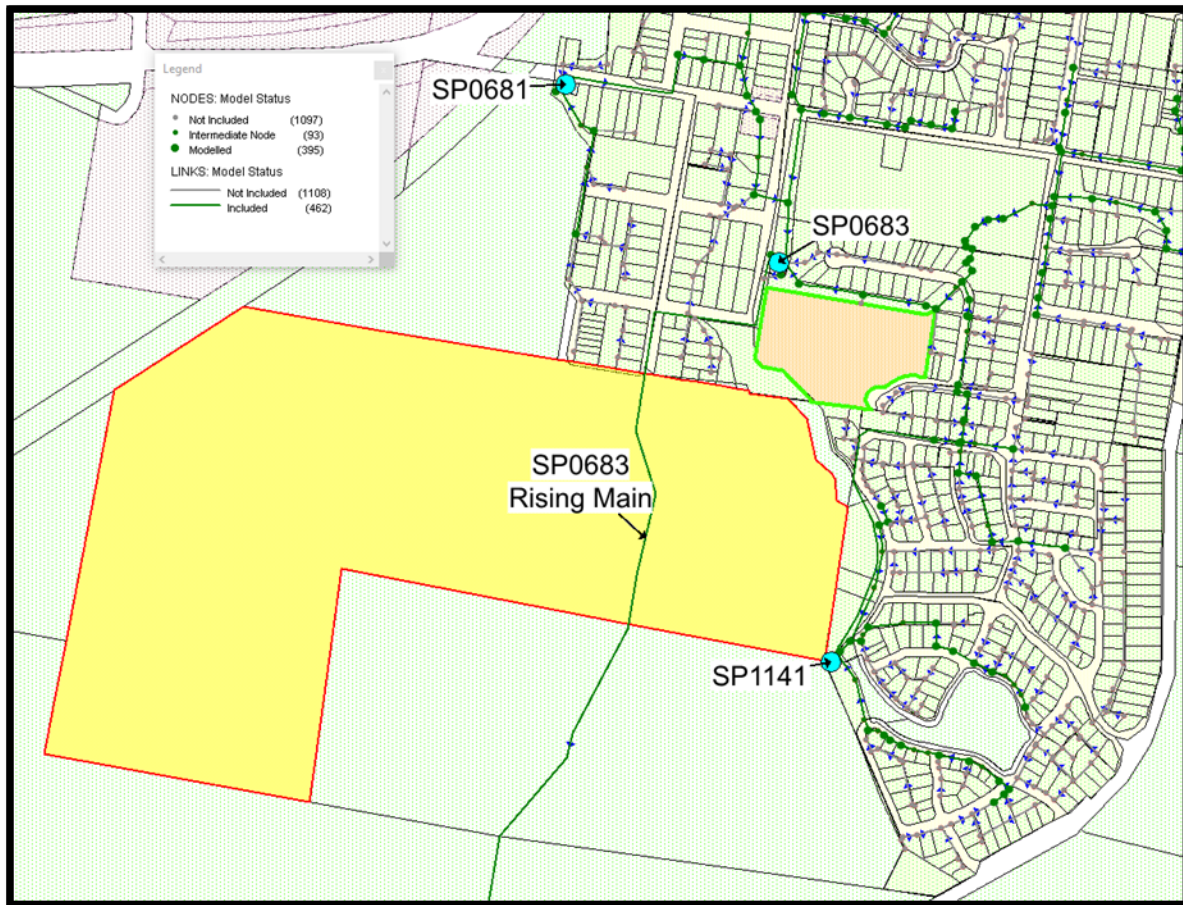 Legend
NODES: Model Status
Not Included (1097)
Intermediate Node (93)
Modelled (395)
LINKS: Model Status
Not Included (1108)
Included (462)
SP0681
SP0683
SP0683
Rising Main
SP1141